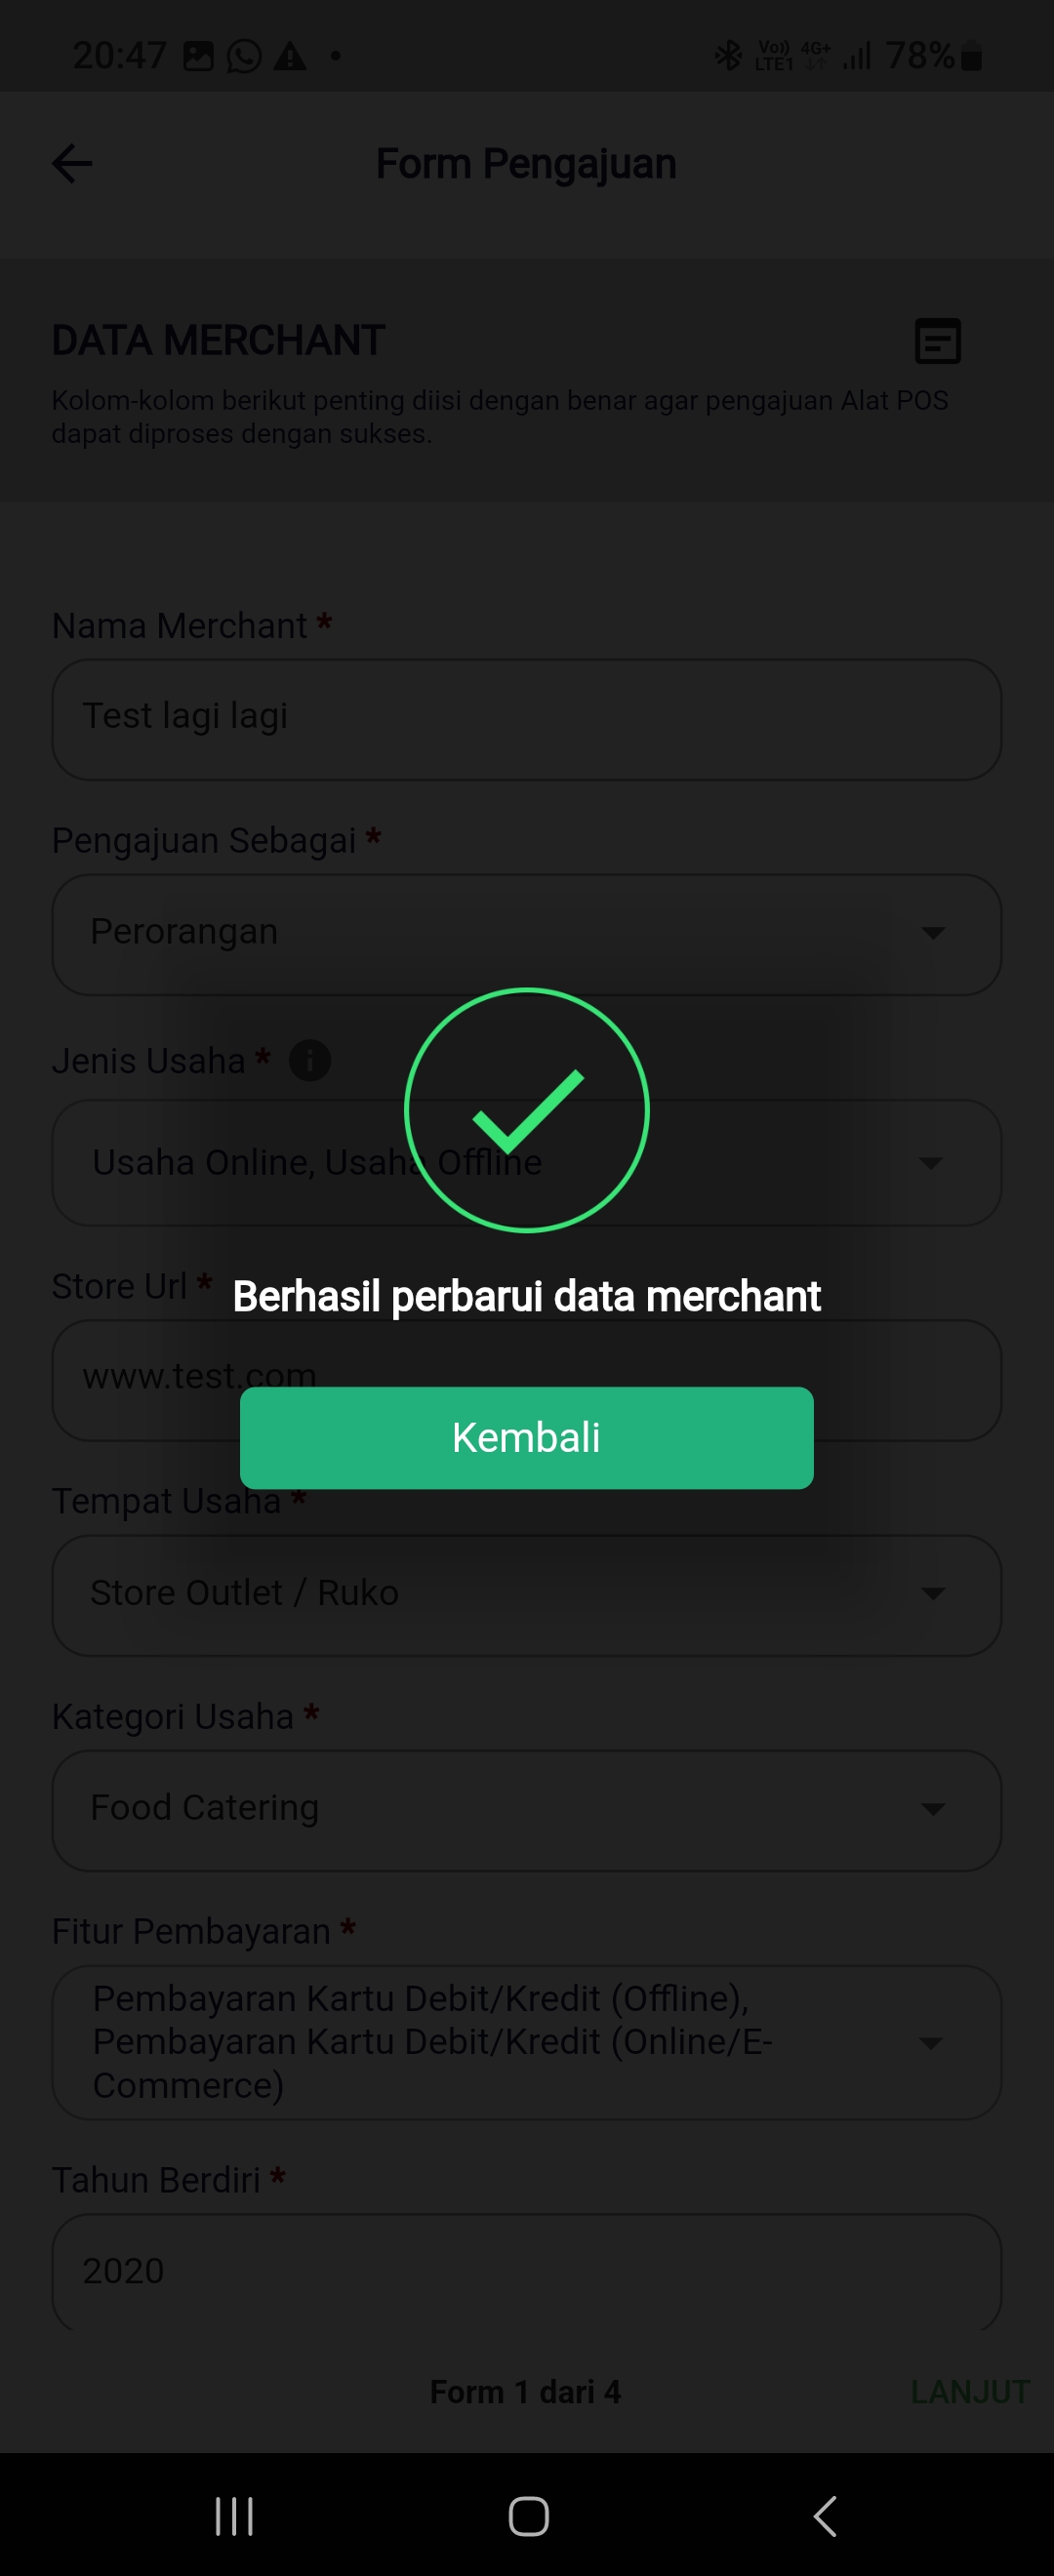 20:47
Vo)) 4G+ 78%
LTE1
Form Pengajuan
DATA MERCHANT
Kolom-kolom berikut penting diisi dengan benar agar pengajuan Alat POS
dapat diproses dengan sukses.
Nama Merchant *
Test lagi lagi
Pengajuan Sebagai *
Perorangan
Jenis Usaha *
Usaha Online, Usaha Offline
Store Url *
Berhasil perbarui data merchant
www.test.com
Kembali
Tempat Usaha *
Store Outlet / Ruko
Kategori Usaha *
Food Catering
Fitur Pembayaran *
Pembayaran Kartu Debit/Kredit (Offline),
Pembayaran Kartu Debit/Kredit (Online/E-
Commerce)
Tahun Berdiri *
2020
Form 1 dari 4
LANJUT